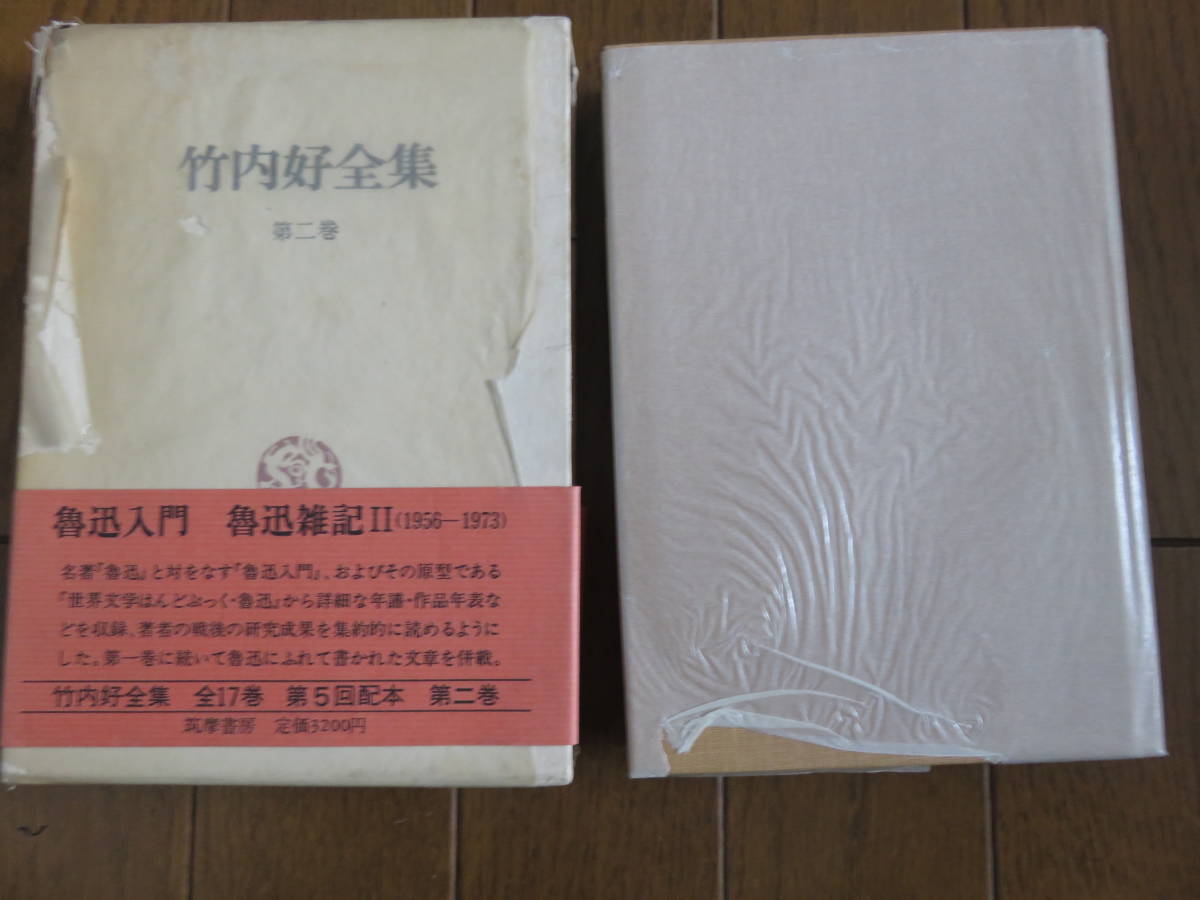 竹内好全集
第二巻
魯迅入門 魯迅雑記II(1956—1973)
名著『魯迅』と対をなす『魯迅入門』、およびその原型である
『世界文学はんどぶっく・魯迅』から詳細な年譜・作品年表な
どを収録、著者の戦後の研究成果を集約的に読めるように
した。第一巻に続いて魯迅にふれて書かれた文章を併載。
竹内好全集 全17巻 第5回配本 第二巻
筑摩書房 定価3200円